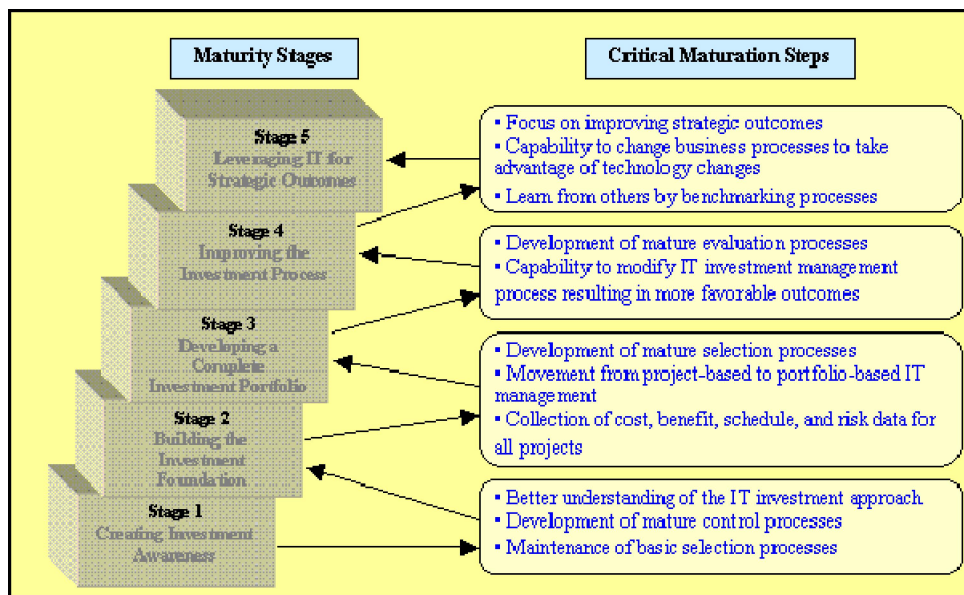 Maturity Stages
Critical Maturation Steps
Stage 5
Leveraging IT for
Strategic Outcomes
Stage 4
Improving the
Investment Process
Stage 3
Developing a
Complete
Investment Portfolio
Stage 2
Building the
Investment
Foundation
Stage 1
Creating Investment
Awareness
▪ Focus on improving strategic outcomes
▪ Capability to change business processes to take
advantage of technology changes
▪ Learn from others by benchmarking processes
▪ Development of mature evaluation processes
▪ Capability to modify IT investment management
process resulting in more favorable outcomes
▪ Development of mature selection processes
▪ Movement from project-based to portfolio-based IT
management
▪ Collection of cost, benefit, schedule, and risk data for
all projects
▪ Better understanding of the IT investment approach
▪ Development of mature control processes
▪ Maintenance of basic selection processes